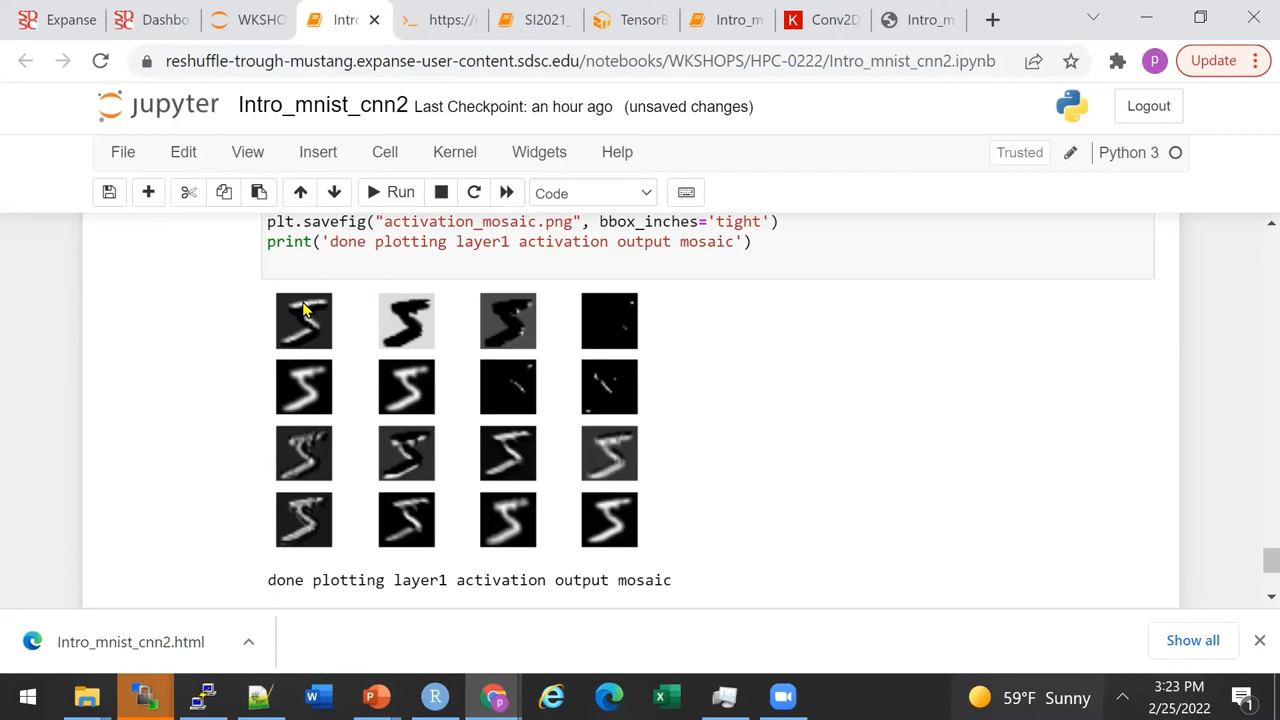 Expanse
Dashbo
WKSHO
Intro
https://
SI2021_
TensorB
Intro_m
Conv2D
Intro_m
reshuffle-trough-mustang.expanse-user-content.sdsc.edu/notebooks/WKSHOPS/HPC-0222/Intro_mnist_cnn2.ipynb
P
Update
jupyter Intro_mnist_cnn2 Last Checkpoint: an hour ago (unsaved changes)
Logout
File Edit View Insert Cell Kernel Widgets Help
Trusted
Python 3
Run
Code
plt.savefig("activation_mosaic.png", bbox_inches='tight')
print('done plotting layer1 activation output mosaic')
done plotting layer1 activation output mosaic
Intro_mnist_cnn2.html
Show all
59°F Sunny
3:23 PM
2/25/2022
1